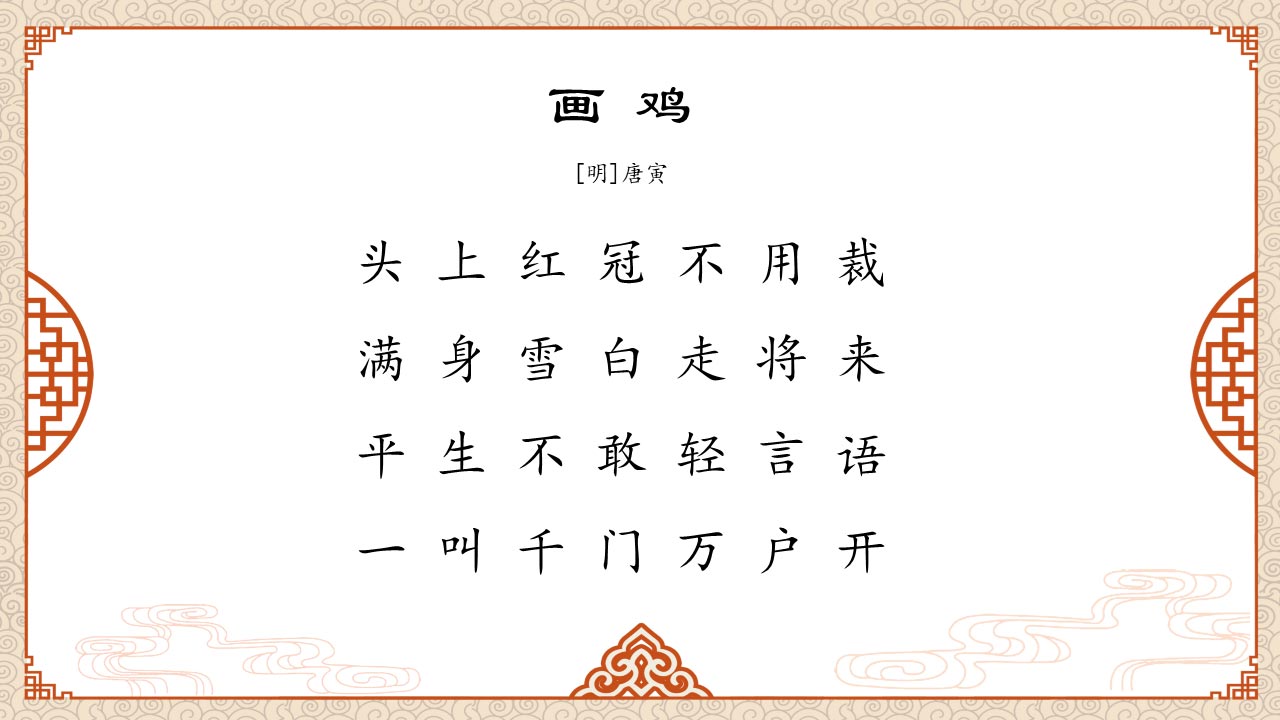 画鸡
[明]唐寅
头上红冠不用裁
满身雪白走将来
平生不敢轻言语
一叫千门万户开